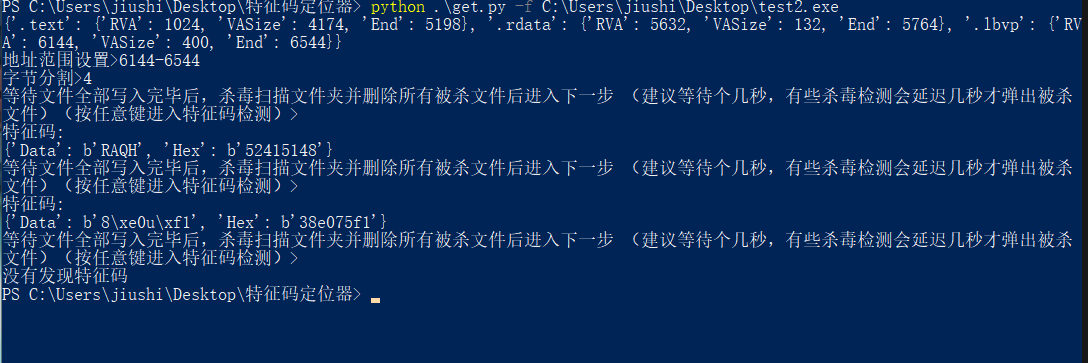 PS C:\Users\jiushi\Desktop\特征码定位器> python .\get.py -f C:\Users\jiushi\Desktop\test2.exe
{'.text': {'RVA': 1024, 'VASize': 4174, 'End': 5198}, '.rdata': {'RVA': 5632, 'VASize': 132, 'End': 5764}, '.lbvp': {'RV
A': 6144, 'VASize': 400, 'End': 6544}}
地址范围设置>6144-6544
字节分割>4
等待文件全部写入完毕后，杀毒扫描文件夹并删除所有被杀文件后进入下一步 （建议等待个几秒，有些杀毒检测会延迟几秒才弹出被杀
文件）（按任意键进入特征码检测）>
特征码:
{'Data': b'RAQH', 'Hex': b'52415148'}
等待文件全部写入完毕后，杀毒扫描文件夹并删除所有被杀文件后进入下一步 （建议等待个几秒，有些杀毒检测会延迟几秒才弹出被杀
文件）（按任意键进入特征码检测）>
特征码:
{'Data': b'8\xe0u\xf1', 'Hex': b'38e075f1'}
等待文件全部写入完毕后，杀毒扫描文件夹并删除所有被杀文件后进入下一步 （建议等待个几秒，有些杀毒检测会延迟几秒才弹出被杀
文件）（按任意键进入特征码检测）>
没有发现特征码
PS C:\Users\jiushi\Desktop\特征码定位器>